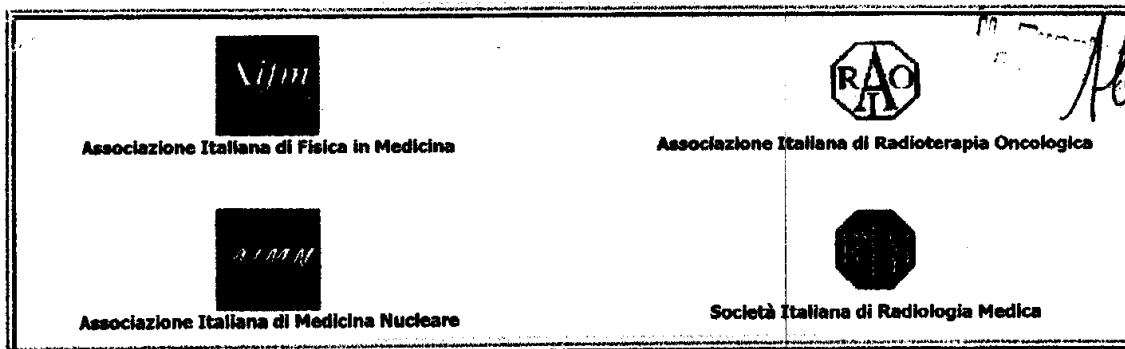 Aifm
Associazione Italiana di Fisica in Medicina
RAIO
Associazione Italiana di Radioterapia Oncologica
AIMN
Associazione Italiana di Medicina Nucleare
Società Italiana di Radiologia Medica